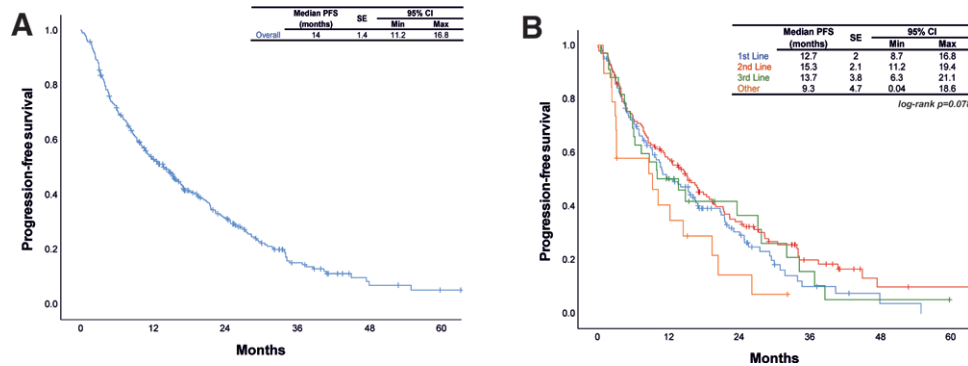 A
Median PFS (months) SE 95% CI Min Max
Overall 14 1.4 11.2 16.8
Progression-free survival
1.0
0.8
0.6
0.4
0.2
0.0
0 12 24 36 48 60
Months
B
Median PFS (months) SE 95% CI Min Max
1st Line 12.7 2 8.7 16.8
2nd Line 15.3 2.1 11.2 19.4
3rd Line 13.7 3.8 6.3 21.1
Other 9.3 4.7 0.04 18.6
log-rank p=0.078
Progression-free survival
1.0
0.8
0.6
0.4
0.2
0.0
0 12 24 36 48 60
Months